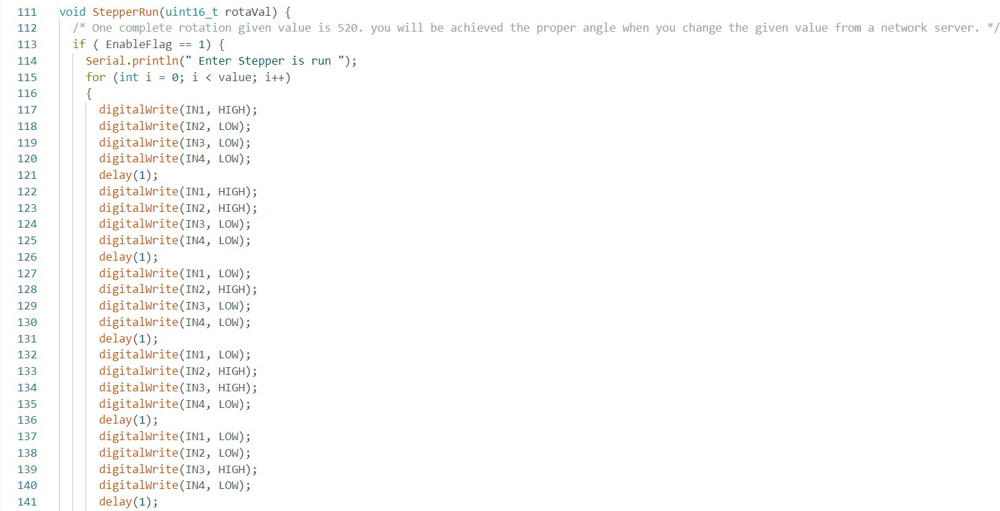 111 void StepperRun(uint16_t rotaVal) {
112 /* One complete rotation given value is 520. you will be achieved the proper angle when you change the given value from a network server. */
113 if ( EnableFlag == 1) {
114 Serial.println(" Enter Stepper is run ");
115 for (int i = 0; i < value; i++)
116 {
117 digitalWrite(IN1, HIGH);
118 digitalWrite(IN2, LOW);
119 digitalWrite(IN3, LOW);
120 digitalWrite(IN4, LOW);
121 delay(1);
122 digitalWrite(IN1, HIGH);
123 digitalWrite(IN2, HIGH);
124 digitalWrite(IN3, LOW);
125 digitalWrite(IN4, LOW);
126 delay(1);
127 digitalWrite(IN1, LOW);
128 digitalWrite(IN2, HIGH);
129 digitalWrite(IN3, LOW);
130 digitalWrite(IN4, LOW);
131 delay(1);
132 digitalWrite(IN1, LOW);
133 digitalWrite(IN2, HIGH);
134 digitalWrite(IN3, HIGH);
135 digitalWrite(IN4, LOW);
136 delay(1);
137 digitalWrite(IN1, LOW);
138 digitalWrite(IN2, LOW);
139 digitalWrite(IN3, HIGH);
140 digitalWrite(IN4, LOW);
141 delay(1);